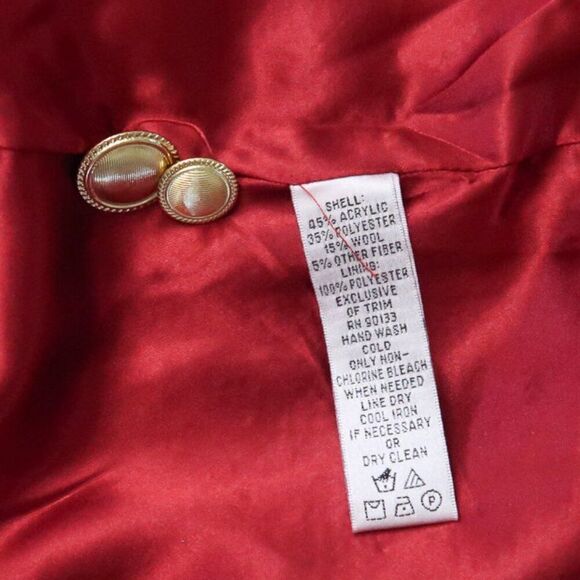 SHELL:
45% ACRYLIC
35% POLYESTER
15% WOOL
5% OTHER FIBER
LINING:
100% POLYESTER
EXCLUSIVE
OF TRIM
RN 90133
HAND WASH
COLD
ONLY NON-
CHLORINE BLEACH
WHEN NEEDED
LINE DRY
COOL IRON
IF NECESSARY
OR
DRY CLEAN
P